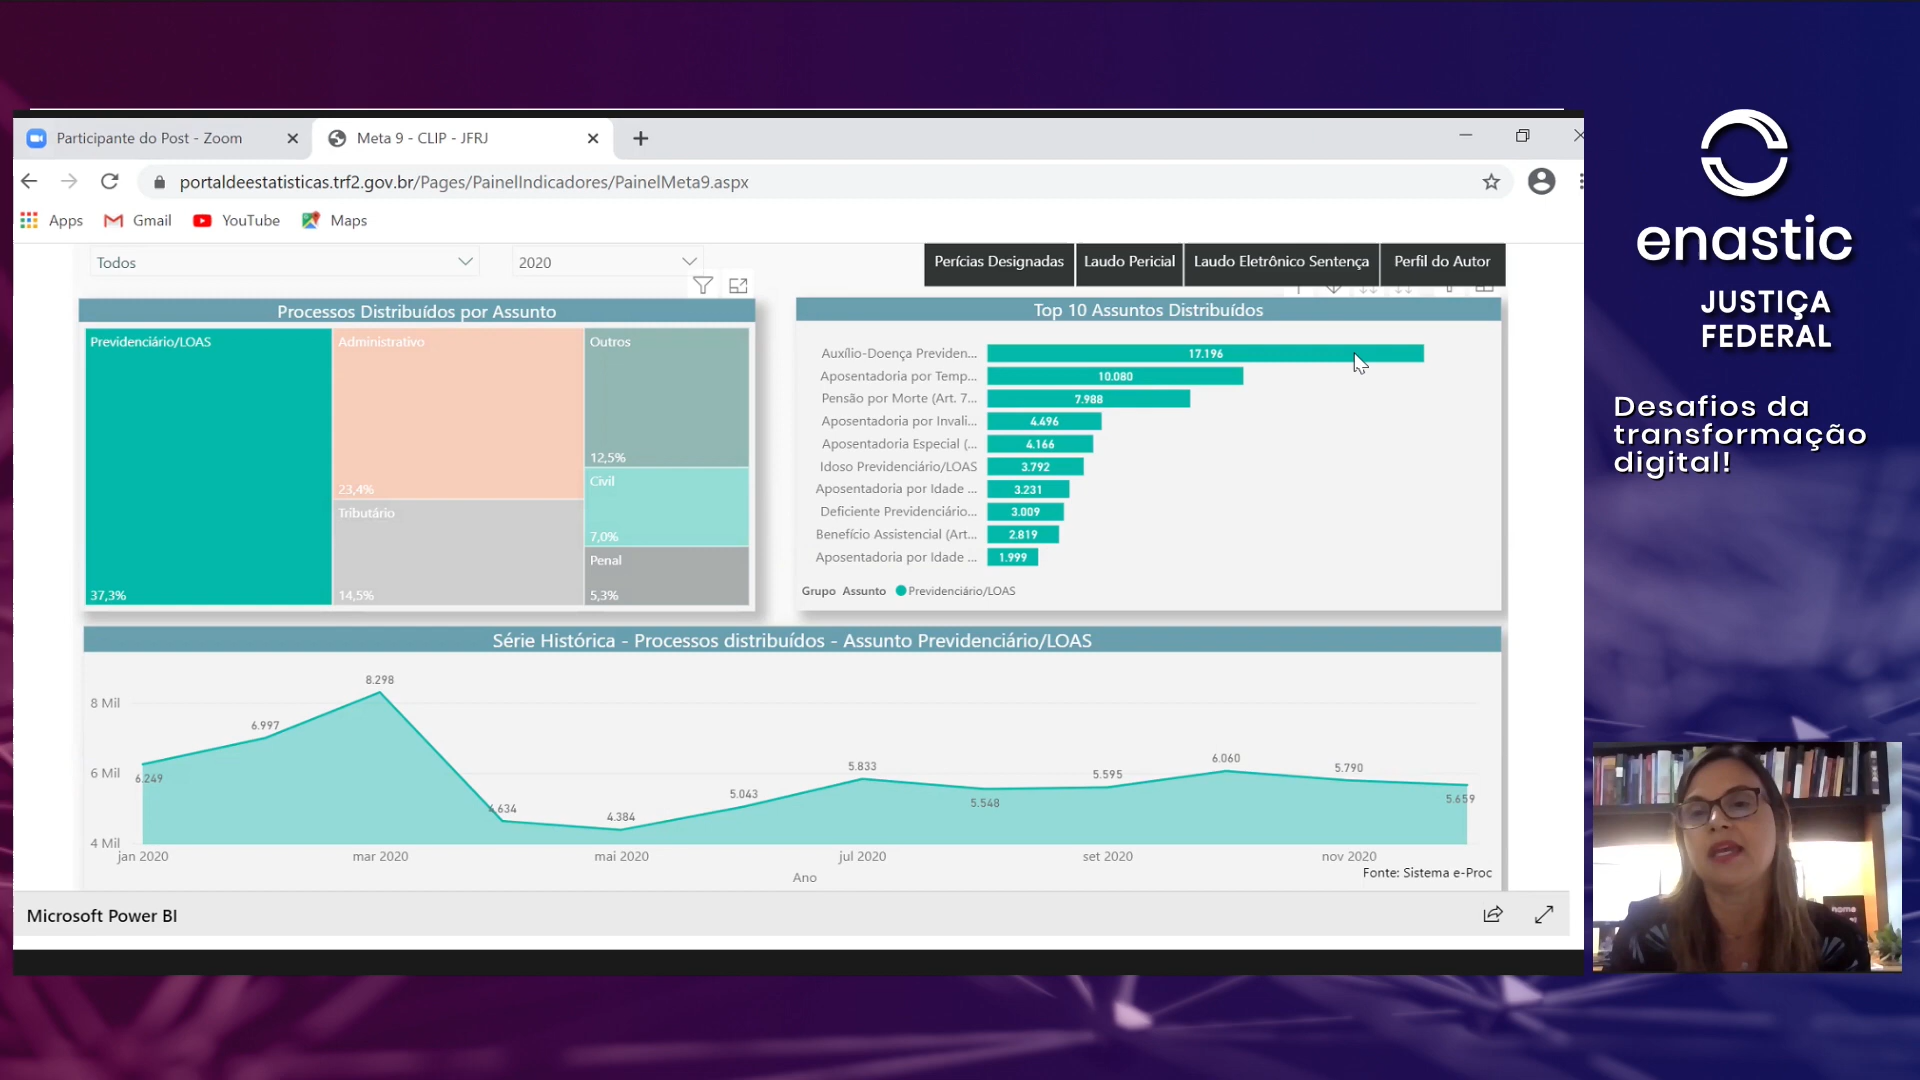 Participante do Post - Zoom
Meta 9 - CLIP - JFRJ
portaldeestatisticas.trf2.gov.br/Pages/PainelIndicadores/PainelMeta9.aspx
Apps
Gmail
YouTube
Maps
Todos
2020
Perícias Designadas
Laudo Pericial
Laudo Eletrônico Sentença
Perfil do Autor
Processos Distribuídos por Assunto
Previdenciário/LOAS
37,3%
Administrativo
23,4%
Tributário
14,5%
Outros
12,5%
Civil
7,0%
Penal
5,3%
Top 10 Assuntos Distribuídos
Auxílio-Doença Previden... 17.196
Aposentadoria por Temp... 10.080
Pensão por Morte (Art. 7... 7.988
Aposentadoria por Invali... 4.496
Aposentadoria Especial (... 4.166
Idoso Previdenciário/LOAS 3.792
Aposentadoria por Idade ... 3.231
Deficiente Previdenciário... 3.009
Benefício Assistencial (Art... 2.819
Aposentadoria por Idade ... 1.999
Grupo Assunto Previdenciário/LOAS
Série Histórica - Processos distribuídos - Assunto Previdenciário/LOAS
8 Mil
6 Mil
4 Mil
6.249
6.997
8.298
4.634
4.384
5.043
5.833
5.548
5.595
6.060
5.790
5.659
jan 2020
mar 2020
mai 2020
jul 2020
set 2020
nov 2020
Ano
Fonte: Sistema e-Proc
Microsoft Power BI
enastic
JUSTIÇA
FEDERAL
Desafios da
transformação
digital!